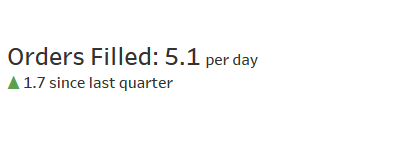 Orders Filled: 5.1 per day
▲ 1.7 since last quarter